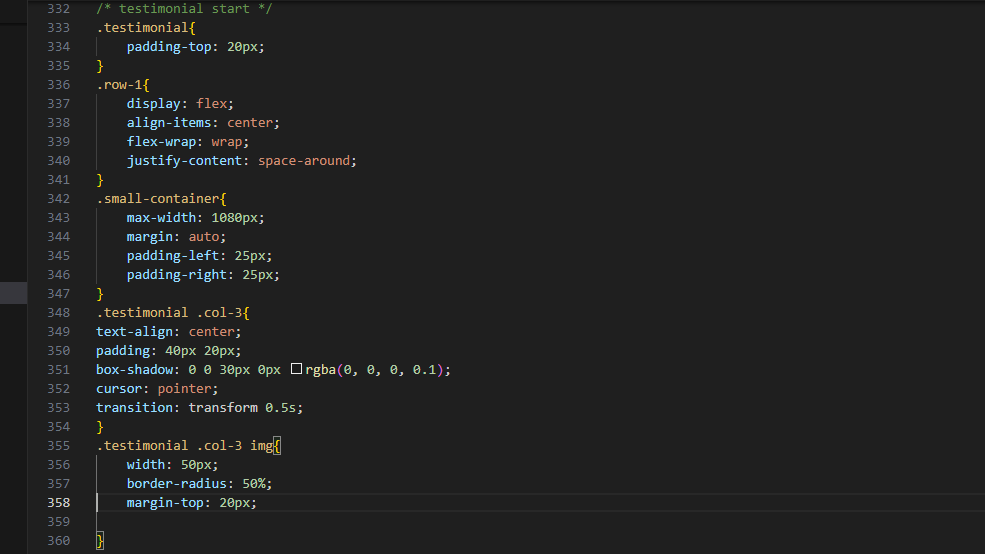 332 /* testimonial start */
333 .testimonial{
334     padding-top: 20px;
335 }
336 .row-1{
337     display: flex;
338     align-items: center;
339     flex-wrap: wrap;
340     justify-content: space-around;
341 }
342 .small-container{
343     max-width: 1080px;
344     margin: auto;
345     padding-left: 25px;
346     padding-right: 25px;
347 }
348 .testimonial .col-3{
349 text-align: center;
350 padding: 40px 20px;
351 box-shadow: 0 0 30px 0px rgba(0, 0, 0, 0.1);
352 cursor: pointer;
353 transition: transform 0.5s;
354 }
355 .testimonial .col-3 img{
356     width: 50px;
357     border-radius: 50%;
358     margin-top: 20px;
359
360 }